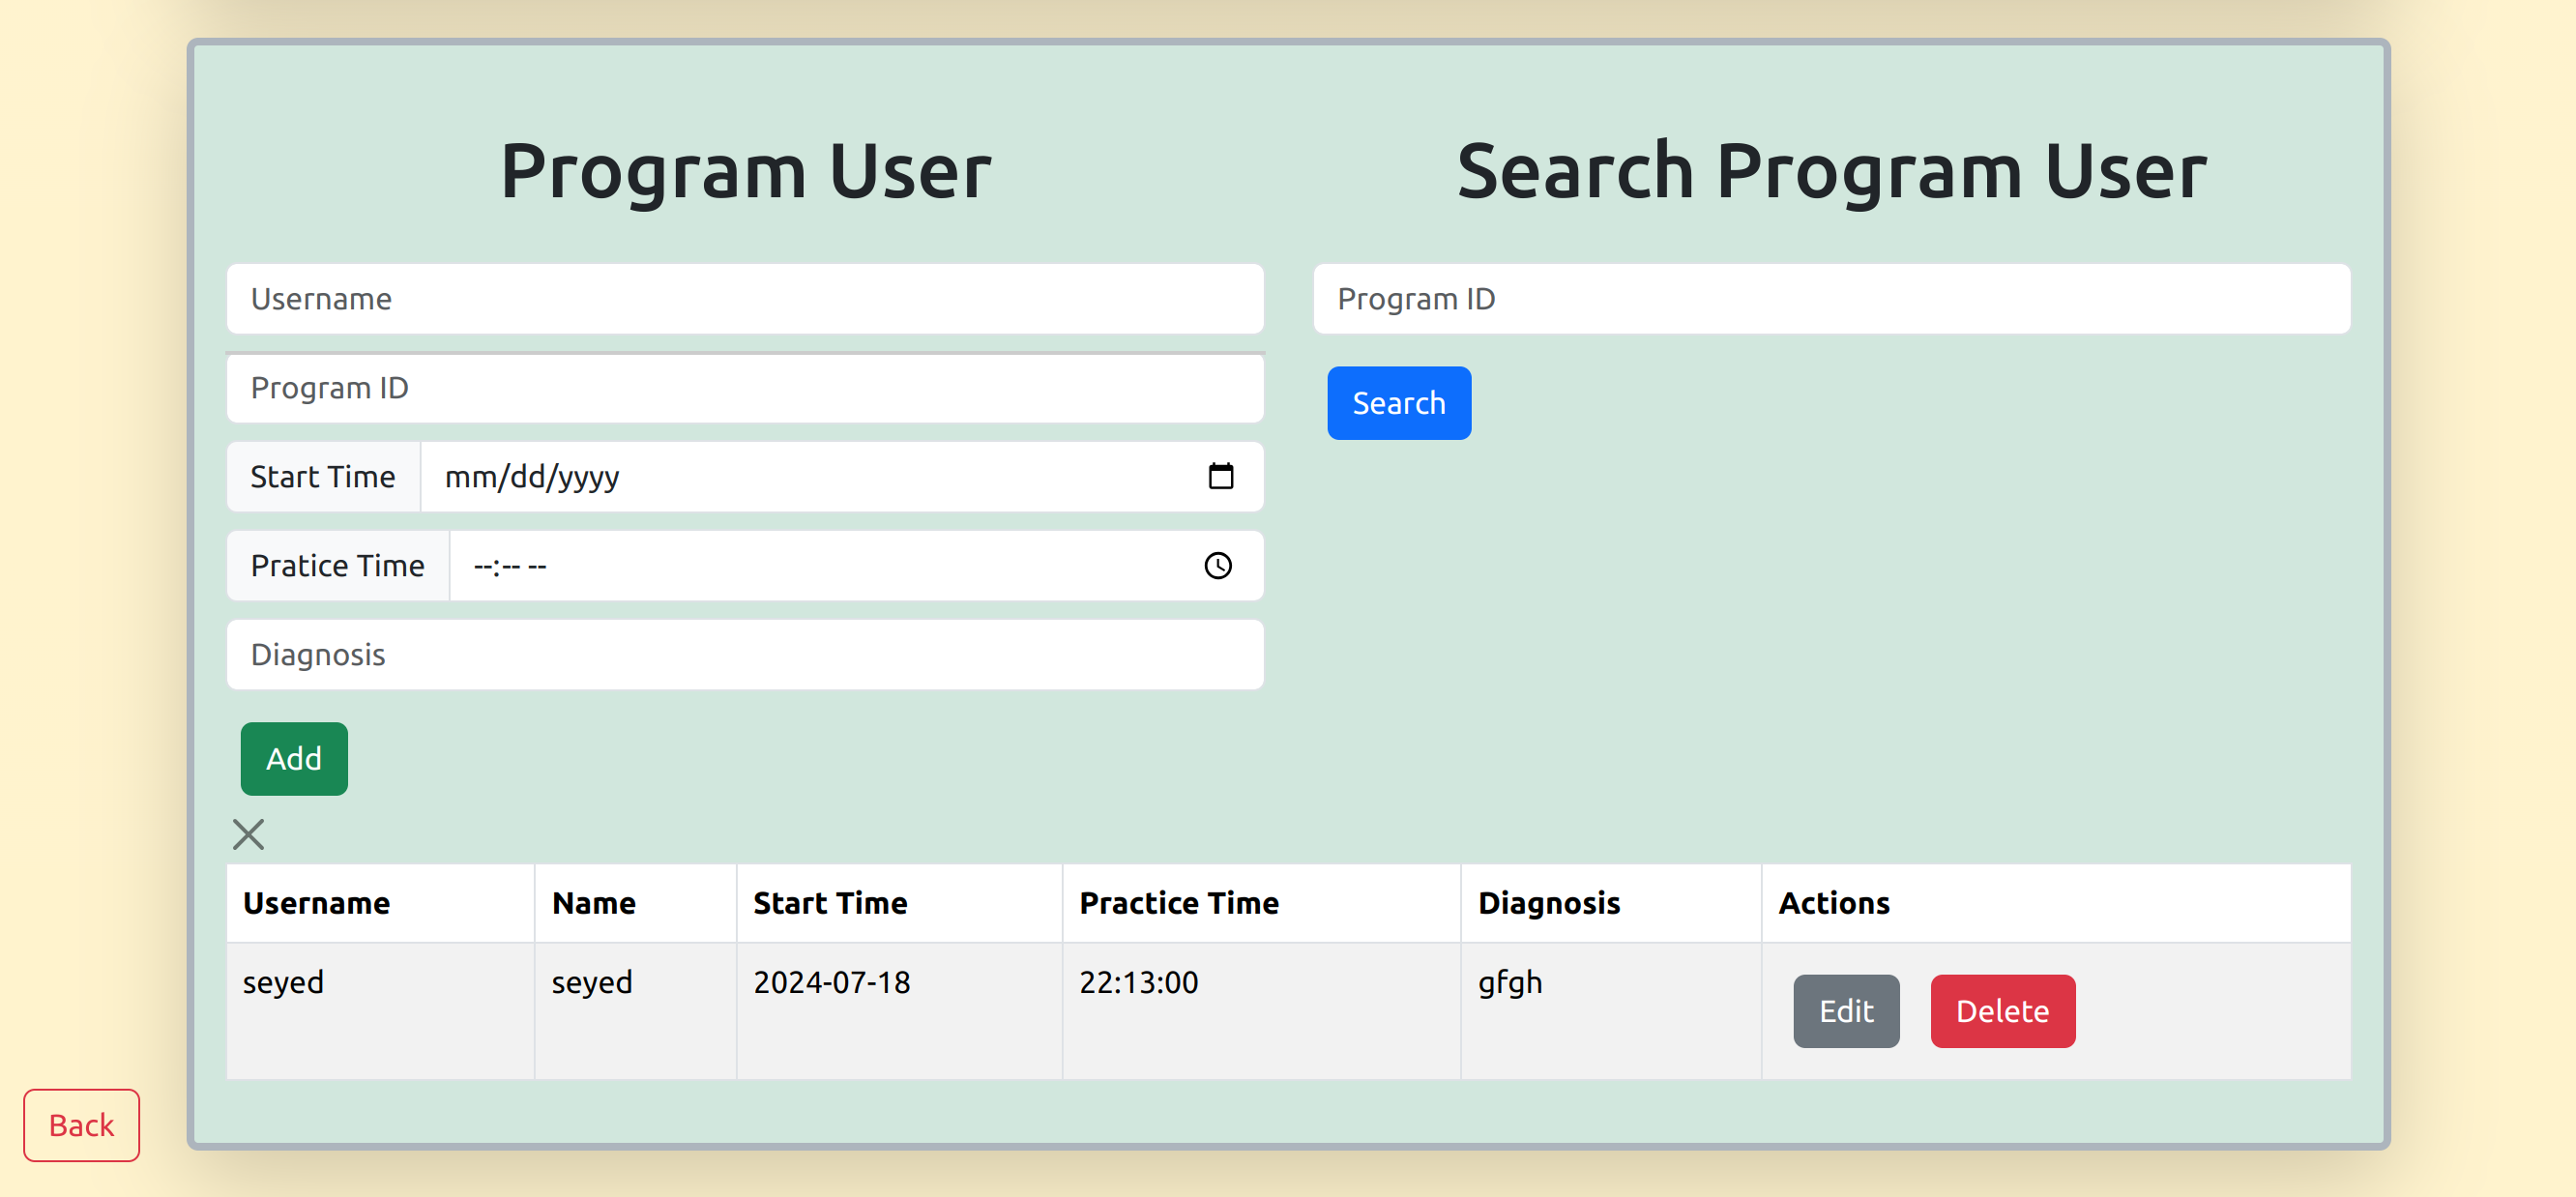 Program User
Username
Program ID
Start Time mm/dd/yyyy
Pratice Time --:-- --
Diagnosis
Add
Search Program User
Program ID
Search
Username Name Start Time Practice Time Diagnosis Actions
seyed seyed 2024-07-18 22:13:00 gfgh Edit Delete
Back